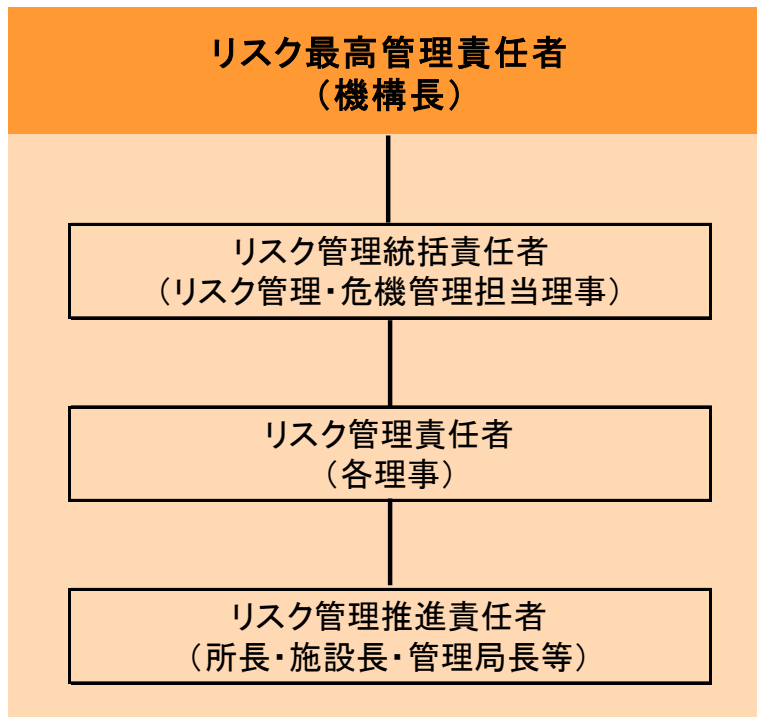 リスク最高管理責任者
（機構長）
リスク管理統括責任者
（リスク管理・危機管理担当理事）
リスク管理責任者
（各理事）
リスク管理推進責任者
（所長・施設長・管理局長等）